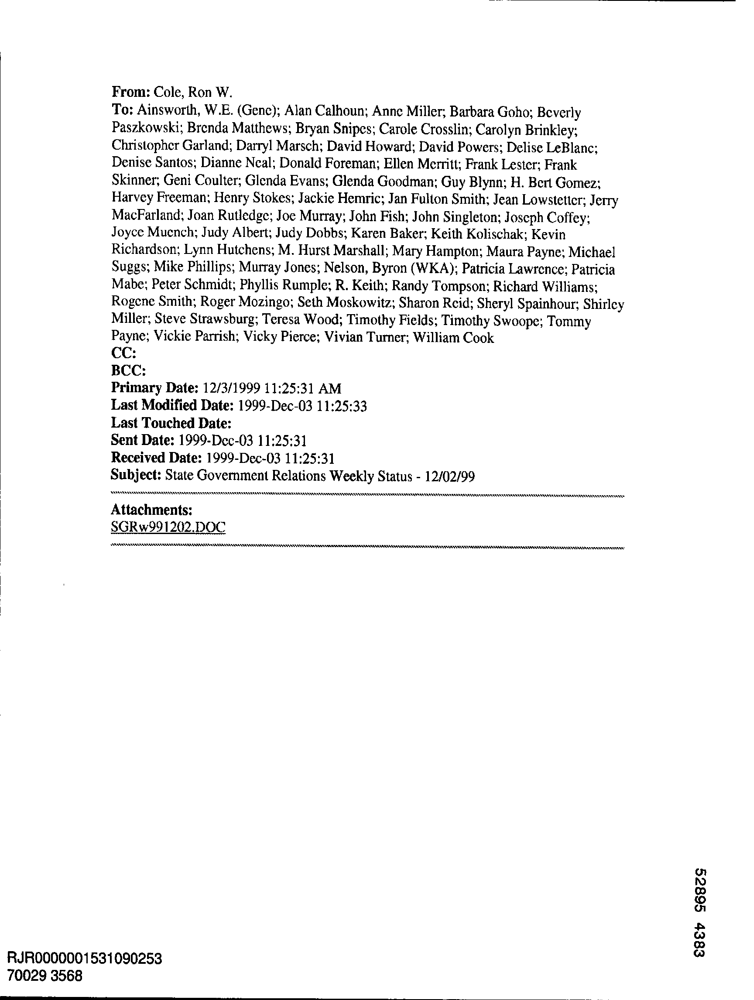 From: Cole, Ron W.
To: Ainsworth, W.E. (Gene); Alan Calhoun; Anne Miller; Barbara Goho; Beverly
Paszkowski; Brenda Matthews; Bryan Snipes; Carole Crosslin; Carolyn Brinkley;
Christopher Garland; Darryl Marsch; David Howard; David Powers; Delise LeBlanc;
Denise Santos; Dianne Neal; Donald Foreman; Ellen Merritt; Frank Lester; Frank
Skinner; Geni Coulter; Glenda Evans; Glenda Goodman; Guy Blynn; H. Bert Gomez;
Harvey Freeman; Henry Stokes; Jackie Hemric; Jan Fulton Smith; Jean Lowstetter; Jerry
MacFarland; Joan Rutledge; Joe Murray; John Fish; John Singleton; Joseph Coffey;
Joyce Muench; Judy Albert; Judy Dobbs; Karen Baker; Keith Kolischak; Kevin
Richardson; Lynn Hutchens; M. Hurst Marshall; Mary Hampton; Maura Payne; Michael
Suggs; Mike Phillips; Murray Jones; Nelson, Byron (WKA); Patricia Lawrence; Patricia
Mabe; Peter Schmidt; Phyllis Rumple; R. Keith; Randy Tompson; Richard Williams;
Rogene Smith; Roger Mozingo; Seth Moskowitz; Sharon Reid; Sheryl Spainhour; Shirley
Miller; Steve Strawsburg; Teresa Wood; Timothy Fields; Timothy Swoope; Tommy
Payne; Vickie Parrish; Vicky Pierce; Vivian Turner; William Cook
CC:
BCC:
Primary Date: 12/3/1999 11:25:31 AM
Last Modified Date: 1999-Dec-03 11:25:33
Last Touched Date:
Sent Date: 1999-Dec-03 11:25:31
Received Date: 1999-Dec-03 11:25:31
Subject: State Government Relations Weekly Status - 12/02/99
Attachments:
SGRw991202.DOC
52895 4383
RJR0000001531090253
70029 3568